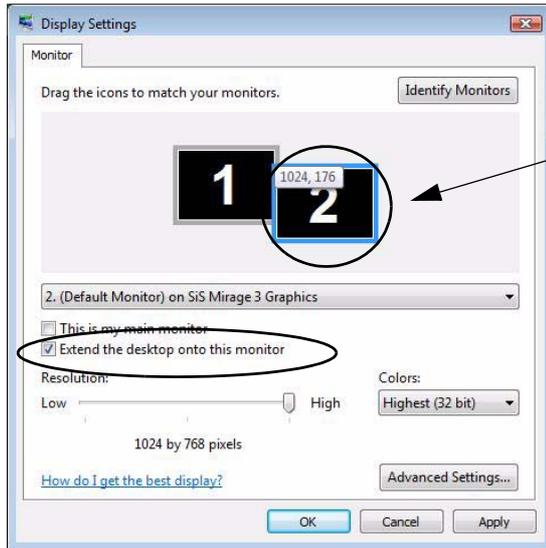 Display Settings
Monitor
Drag the icons to match your monitors.
Identify Monitors
1
1024, 176
2
2. (Default Monitor) on SiS Mirage 3 Graphics
This is my main monitor
Extend the desktop onto this monitor
Resolution:
Colors:
Low
High
Highest (32 bit)
1024 by 768 pixels
How do I get the best display?
Advanced Settings...
OK
Cancel
Apply